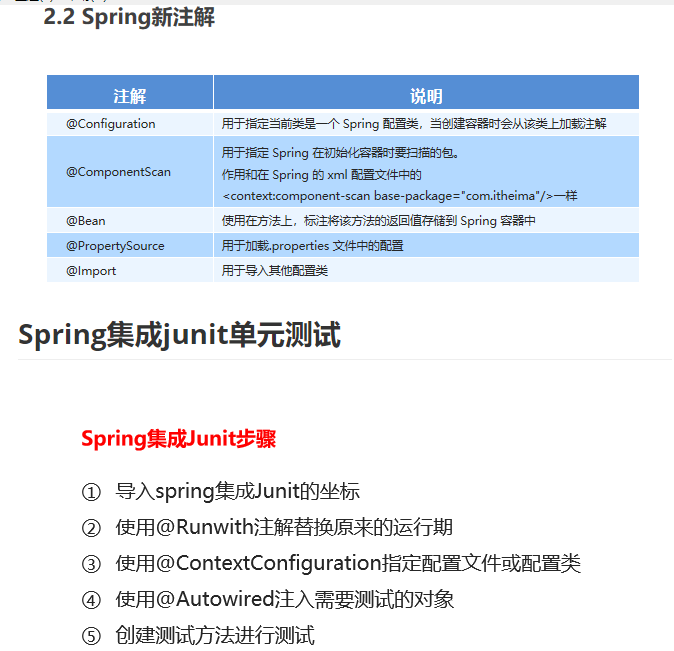 2.2 Spring新注解
注解 说明
@Configuration 用于指定当前类是一个 Spring 配置类，当创建容器时会从该类上加载注解
@ComponentScan 用于指定 Spring 在初始化容器时要扫描的包。
作用和在 Spring 的 xml 配置文件中的
<context:component-scan base-package="com.itheima"/>一样
@Bean 使用在方法上，标注将该方法的返回值存储到 Spring 容器中
@PropertySource 用于加载.properties 文件中的配置
@Import 用于导入其他配置类
Spring集成junit单元测试
Spring集成Junit步骤
① 导入spring集成Junit的坐标
② 使用@Runwith注解替换原来的运行期
③ 使用@ContextConfiguration指定配置文件或配置类
④ 使用@Autowired注入需要测试的对象
⑤ 创建测试方法进行测试